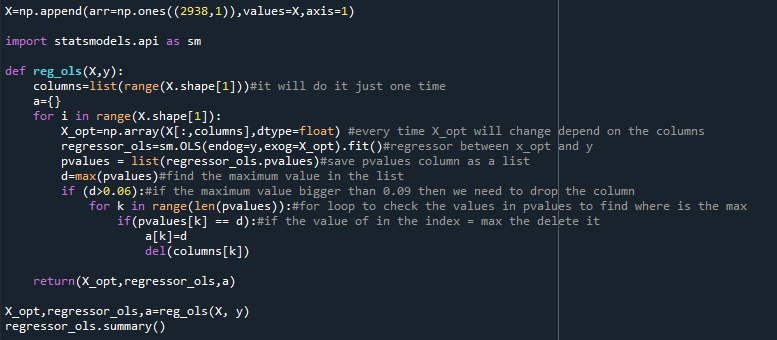 X=np.append(arr=np.ones((2938,1)),values=X,axis=1)
import statsmodels.api as sm
def reg_ols(X,y):
    columns=list(range(X.shape[1]))#it will do it just one time
    a={}
    for i in range(X.shape[1]):
        X_opt=np.array(X[:,columns],dtype=float) #every time X_opt will change depend on the columns
        regressor_ols=sm.OLS(endog=y,exog=X_opt).fit()#regressor between x_opt and y
        pvalues = list(regressor_ols.pvalues)#save pvalues column as a list
        d=max(pvalues)#find the maximum value in the list
        if (d>0.06):#if the maximum value bigger than 0.09 then we need to drop the column
            for k in range(len(pvalues)):#for loop to check the values in pvalues to find where is the max
                if(pvalues[k] == d):#if the value of in the index = max the delete it
                    a[k]=d
                    del(columns[k])
    return(X_opt,regressor_ols,a)
X_opt,regressor_ols,a=reg_ols(X, y)
regressor_ols.summary()